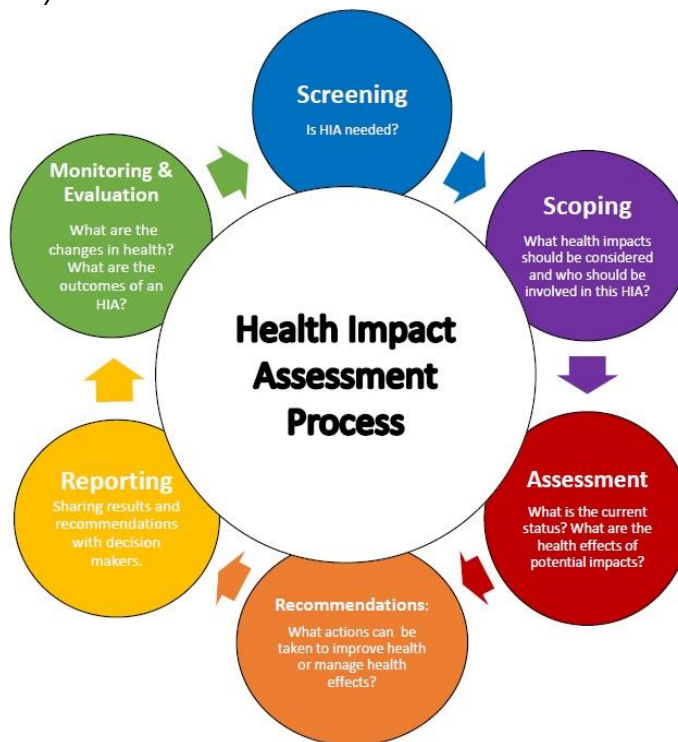 )
Screening
Is HIA needed?
Scoping
What health impacts
should be considered
and who should be
involved in this HIA?
Assessment
What is the current
status? What are the
health effects of
potential impacts?
Recommendations:
What actions can be
taken to improve health
or manage health
effects?
Reporting
Sharing results and
recommendations
with decision
makers.
Monitoring &
Evaluation
What are the
changes in health?
What are the
outcomes of an
HIA?
Health Impact
Assessment
Process